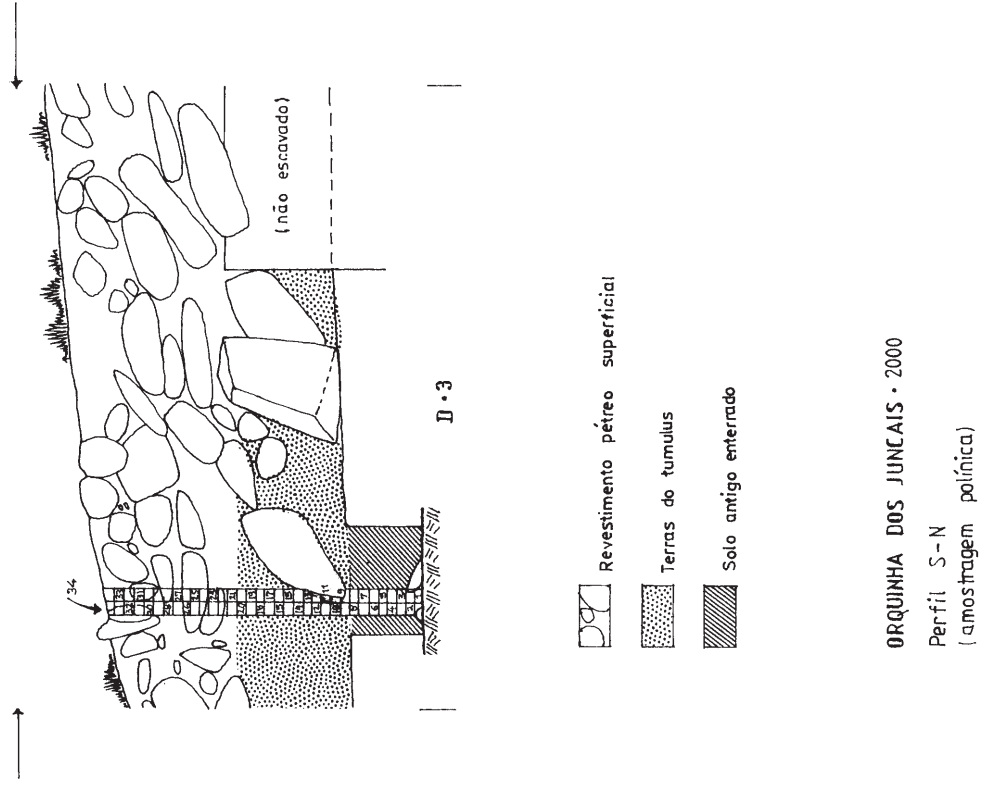 34
(não escavado)
D • 3
Revestimento pétreo superficial
Terras do tumulus
Solo antigo enterrado
ORQUINHA DOS JUNCAIS • 2000
Perfil S-N
(amostragem polínica)